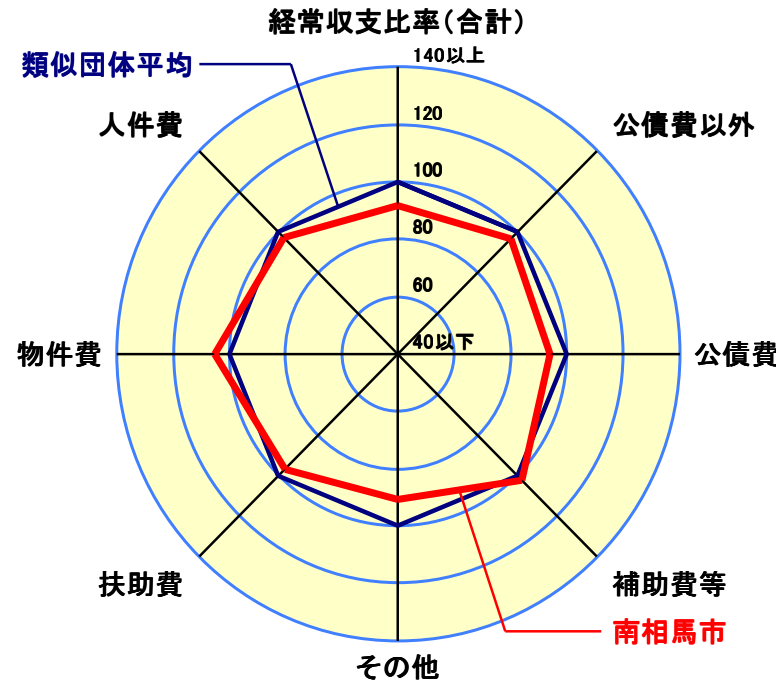 経常収支比率(合計)
140以上
類似団体平均
人件費
120
公債費以外
100
80
60
物件費
40以下
公債費
扶助費
補助費等
南相馬市
その他